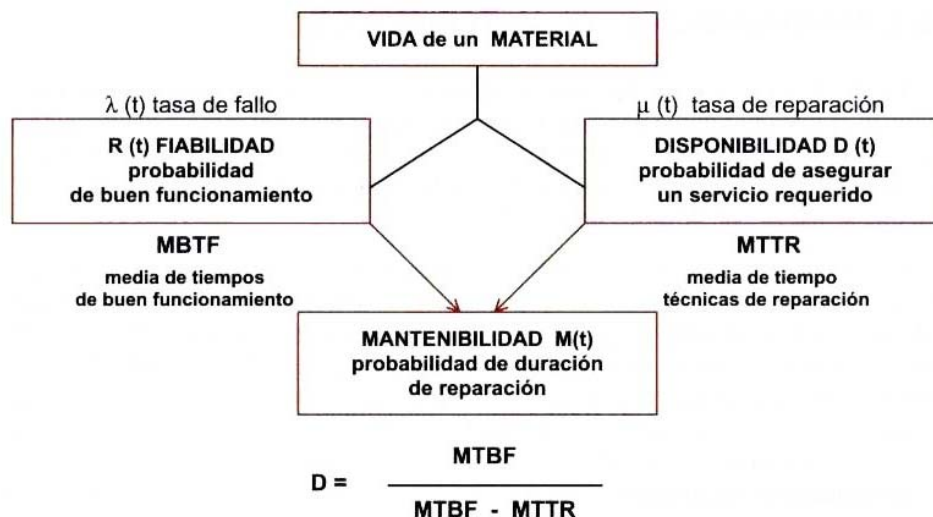 VIDA de un MATERIAL
λ (t) tasa de fallo
R (t) FIABILIDAD
probabilidad
de buen funcionamiento
MBTF
media de tiempos
de buen funcionamiento
μ (t) tasa de reparación
DISPONIBILIDAD D (t)
probabilidad de asegurar
un servicio requerido
MTTR
media de tiempo
técnicas de reparación
MANTENIBILIDAD M(t)
probabilidad de duración
de reparación
D =
MTBF
MTBF - MTTR